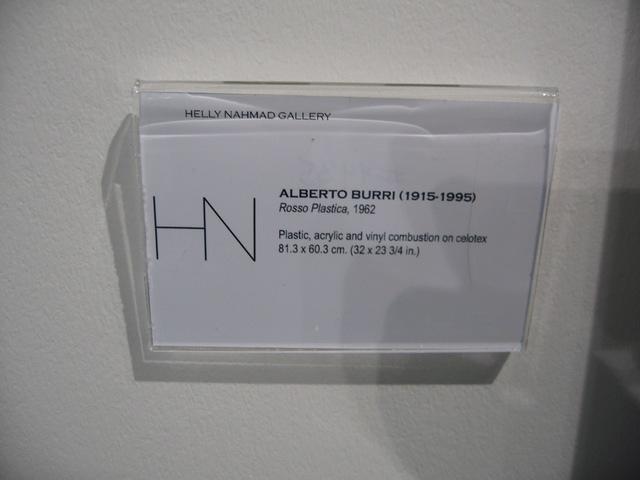 HELLY NAHMAD GALLERY
HN
ALBERTO BURRI (1915-1995)
Rosso Plastica, 1962
Plastic, acrylic and vinyl combustion on celotex
81.3 x 60.3 cm. (32 x 23 3/4 in.)